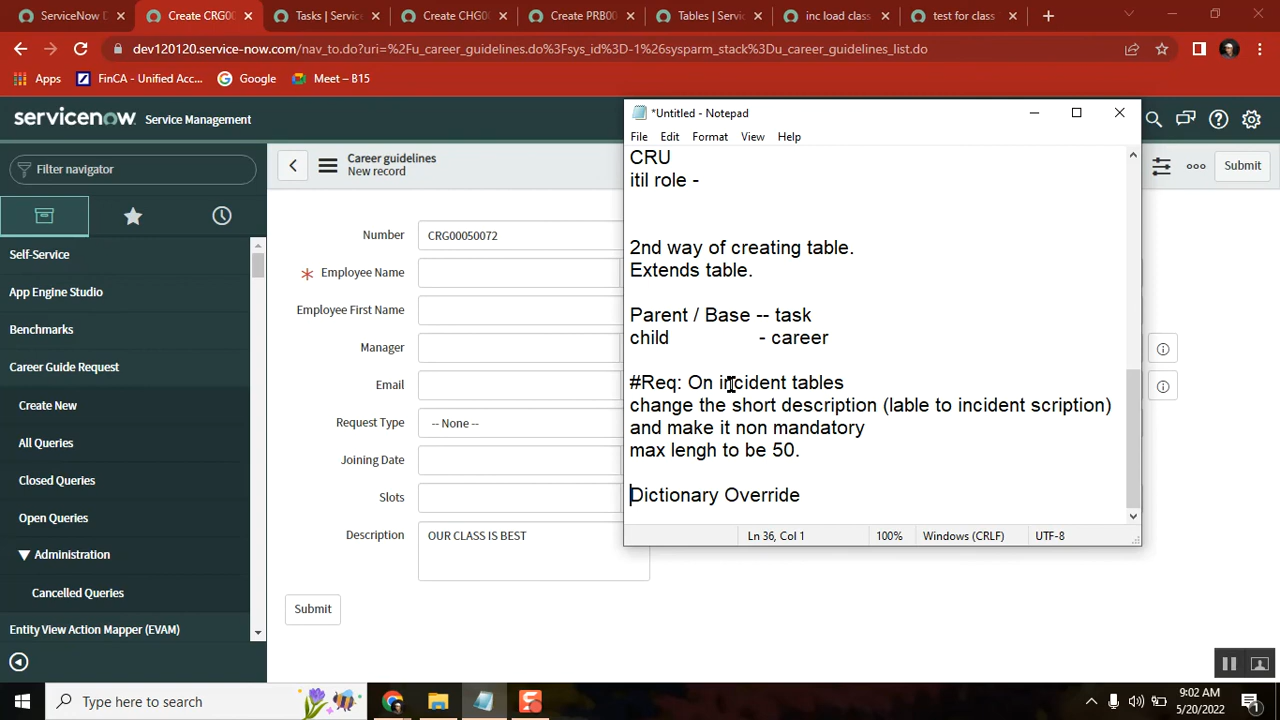 ServiceNow D
Create CRG00
Tasks | Service
Create CHG00
Create PRB00
Tables | Servic
inc load class
test for class
dev120120.service-now.com/nav_to.do?uri=%2Fu_career_guidelines.do%3Fsys_id%3D-1%26sysparm_stack%3Du_career_guidelines_list.do
Apps
FinCA - Unified Acc...
Google
Meet – B15
servicenow
Service Management
Filter navigator
Self-Service
App Engine Studio
Business Planning
Career Guide Request
Create New
Closed Queries
Open Queries
Administration
Cancelled Queries
Entity View Action Mapper (EVAM)
Career guidelines
New record
Submit
Number
CRG00050072
Employee Name
Employee First Name
Manager
Email
Request Type
-- None --
Joining Date
Slots
Description
OUR CLASS IS BEST
Submit
*Untitled - Notepad
File Edit Format View Help
CRU
itil role -
2nd way of creating table.
Extends table.
Parent / Base -- task
child - career
#Req: On incident tables
change the short description (lable to incident scription)
and make it non mandatory
max lengh to be 50.
Dictionary Override
Ln 36, Col 1
100%
Windows (CRLF)
UTF-8
Type here to search
9:02 AM
5/20/2022
1